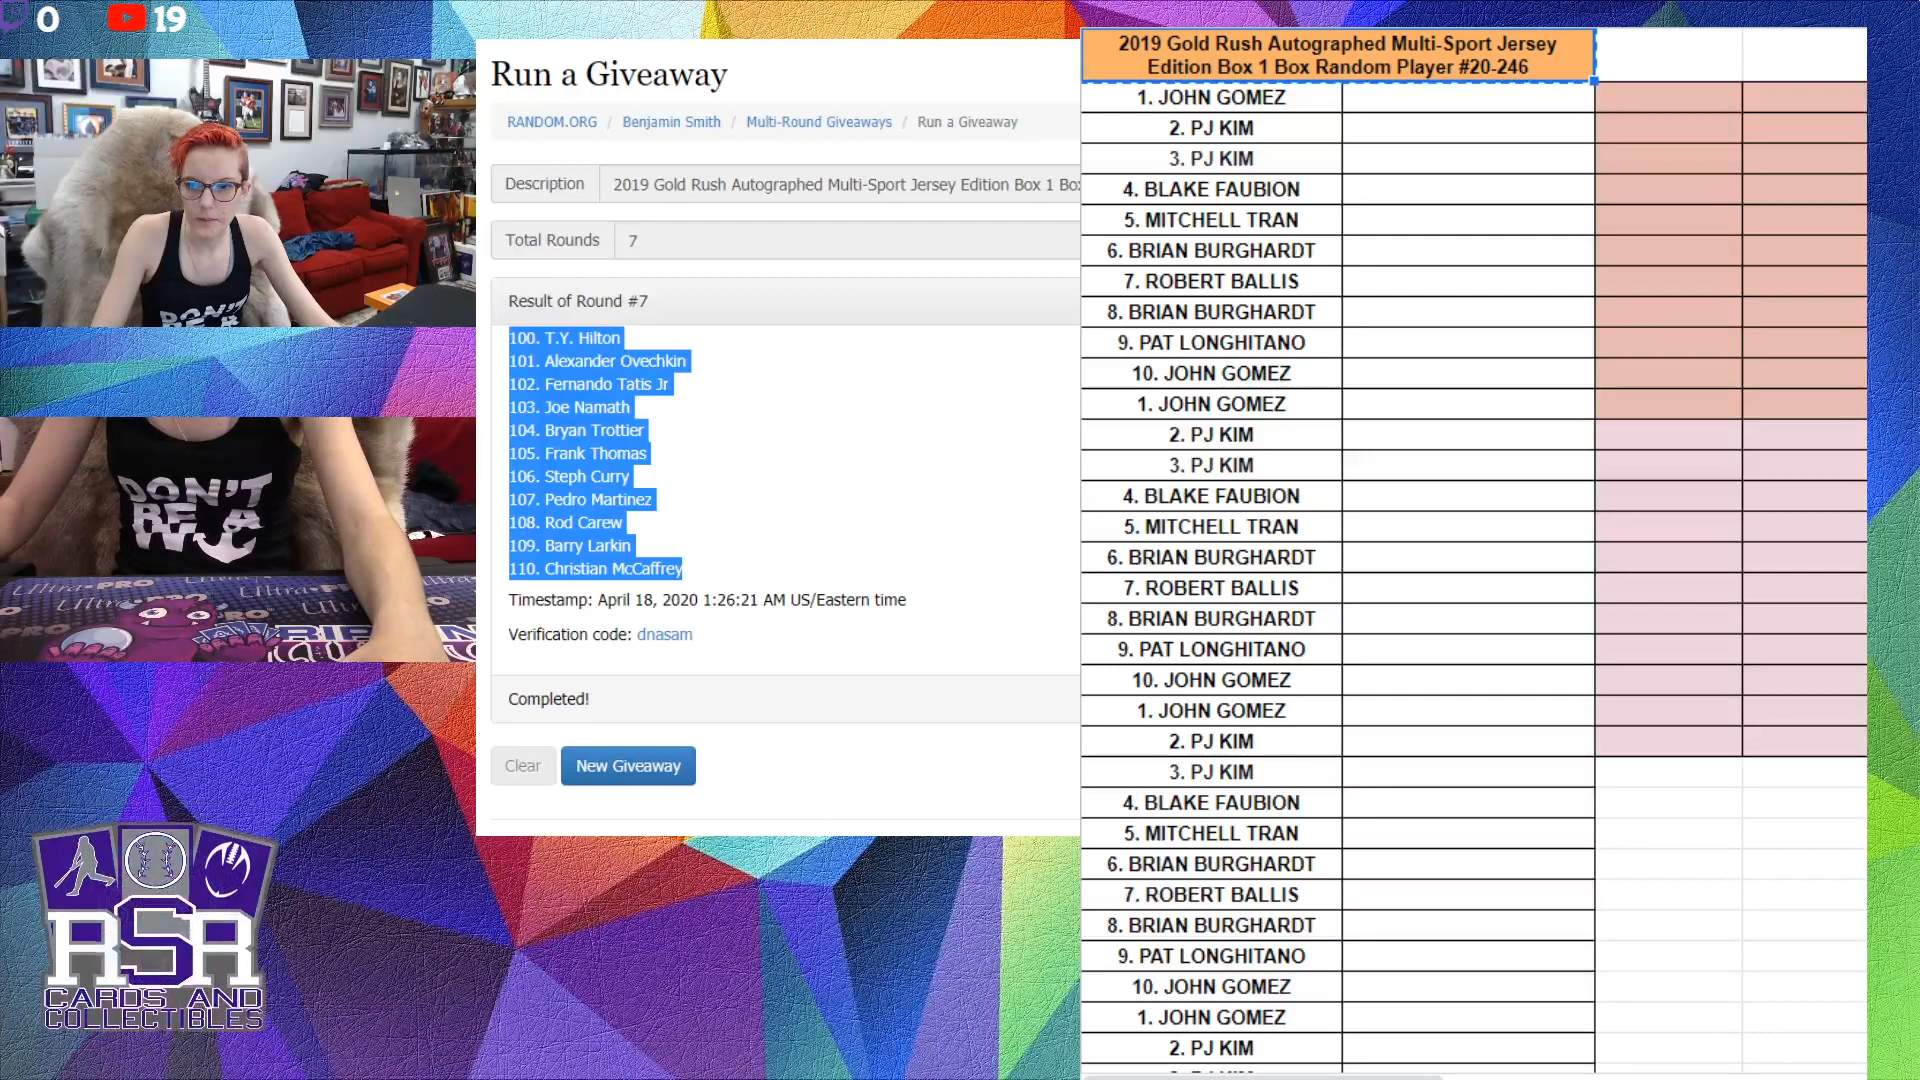 0
19
Run a Giveaway
RANDOM.ORG / Benjamin Smith / Multi-Round Giveaways / Run a Giveaway
Description 2019 Gold Rush Autographed Multi-Sport Jersey Edition Box 1 Box
Total Rounds 7
Result of Round #7
100. T.Y. Hilton
101. Alexander Ovechkin
102. Fernando Tatis Jr
103. Joe Namath
104. Bryan Trottier
105. Frank Thomas
106. Steph Curry
107. Pedro Martinez
108. Rod Carew
109. Barry Larkin
110. Christian McCaffrey
Timestamp: April 18, 2020 1:26:21 AM US/Eastern time
Verification code: dnasam
Completed!
Clear New Giveaway
2019 Gold Rush Autographed Multi-Sport Jersey
Edition Box 1 Box Random Player #20-246
1. JOHN GOMEZ
2. PJ KIM
3. PJ KIM
4. BLAKE FAUBION
5. MITCHELL TRAN
6. BRIAN BURGHARDT
7. ROBERT BALLIS
8. BRIAN BURGHARDT
9. PAT LONGHITANO
10. JOHN GOMEZ
1. JOHN GOMEZ
2. PJ KIM
3. PJ KIM
4. BLAKE FAUBION
5. MITCHELL TRAN
6. BRIAN BURGHARDT
7. ROBERT BALLIS
8. BRIAN BURGHARDT
9. PAT LONGHITANO
10. JOHN GOMEZ
1. JOHN GOMEZ
2. PJ KIM
3. PJ KIM
4. BLAKE FAUBION
5. MITCHELL TRAN
6. BRIAN BURGHARDT
7. ROBERT BALLIS
8. BRIAN BURGHARDT
9. PAT LONGHITANO
10. JOHN GOMEZ
1. JOHN GOMEZ
2. PJ KIM
DON'T
BE A
Ultra PRO
RSR
CARDS AND
COLLECTIBLES